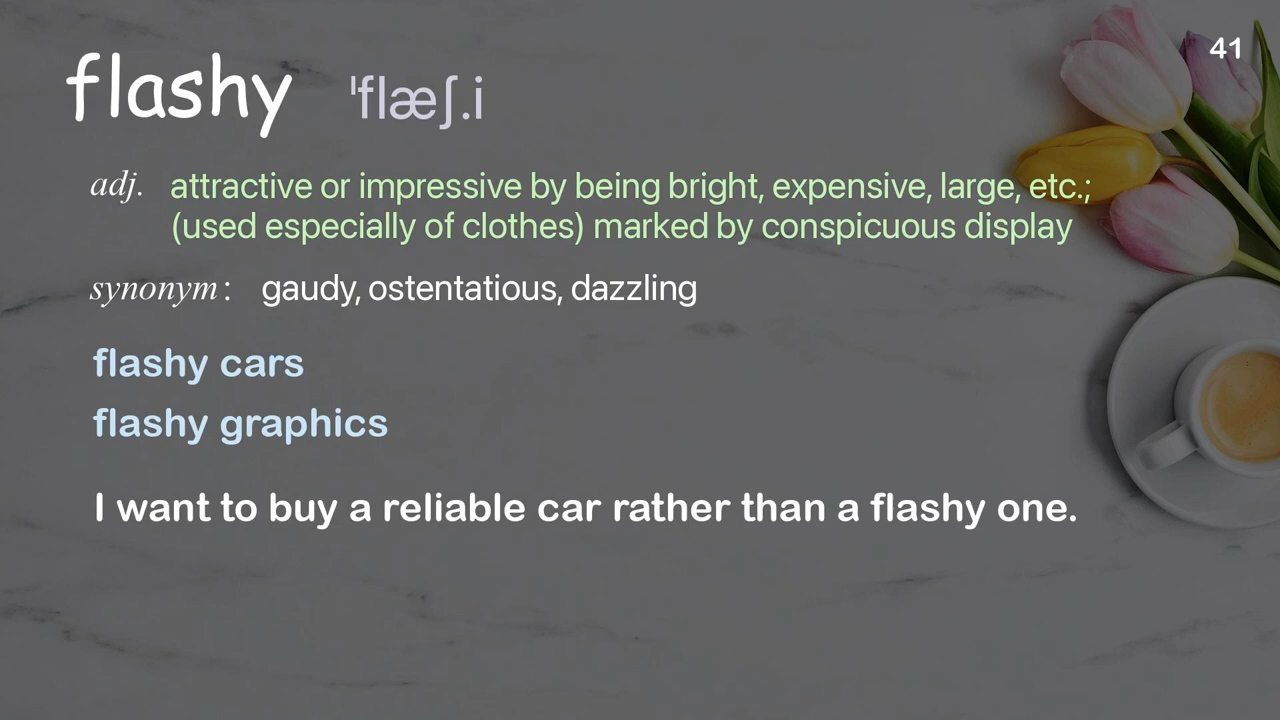 41
flashy ˈflæʃ.i
adj. attractive or impressive by being bright, expensive, large, etc.;
(used especially of clothes) marked by conspicuous display
synonym: gaudy, ostentatious, dazzling
flashy cars
flashy graphics
I want to buy a reliable car rather than a flashy one.